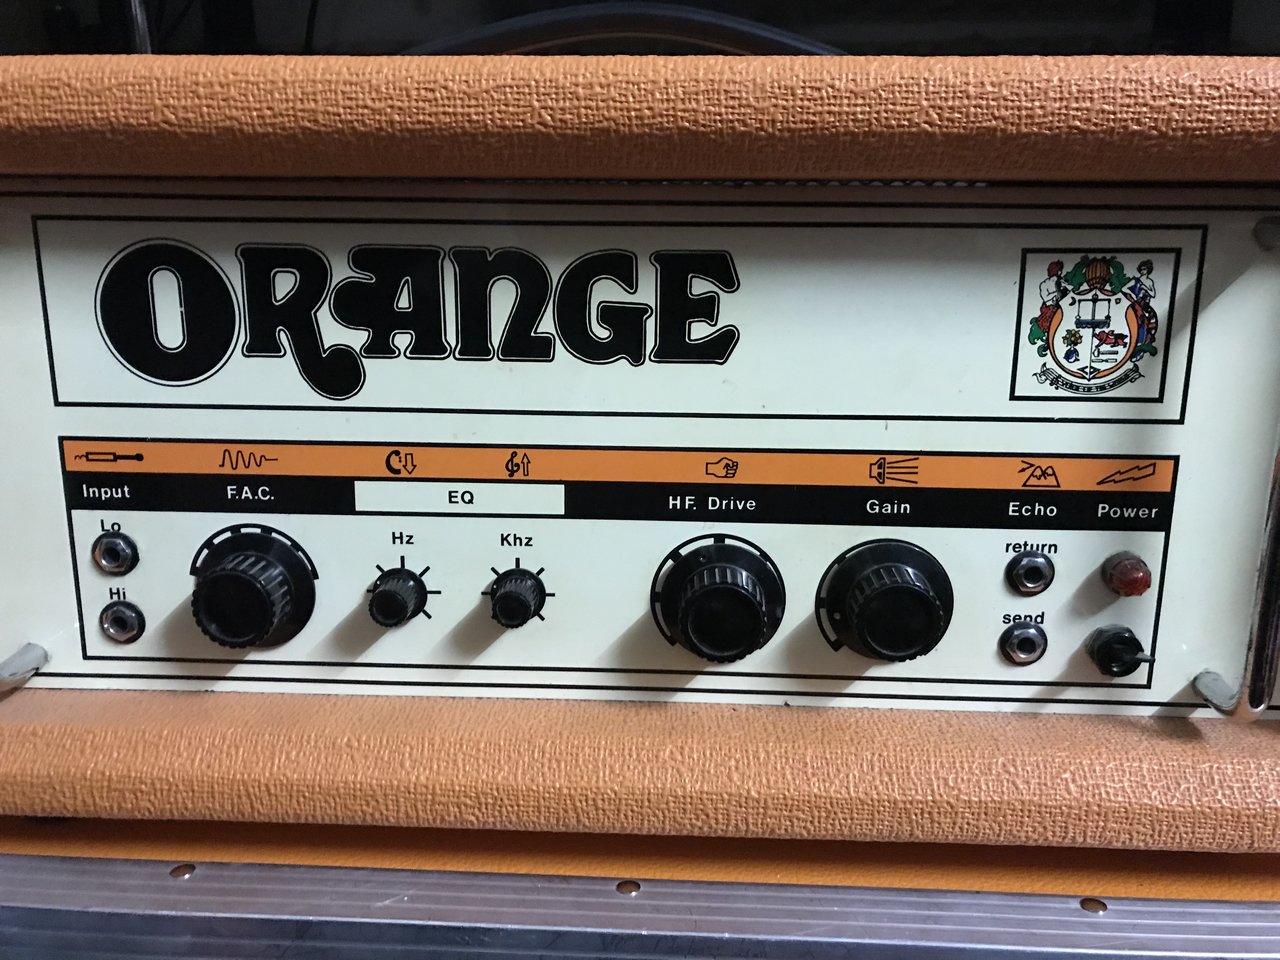 ORANGE
Input
F.A.C.
EQ
HF. Drive
Gain
Echo
Power
Lo
Hz
Khz
return
Hi
send